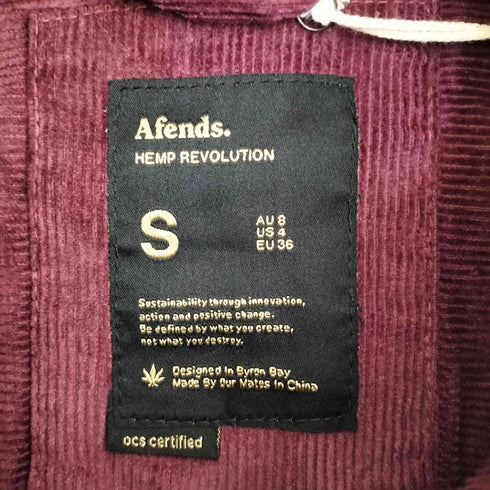 Afends.
HEMP REVOLUTION
S
AU 8
US 4
EU 36
Sustainability through innovation,
action and positive change.
Be defined by what you create,
not what you destroy.
Designed In Byron Bay
Made By Our Mates In China
ocs certified